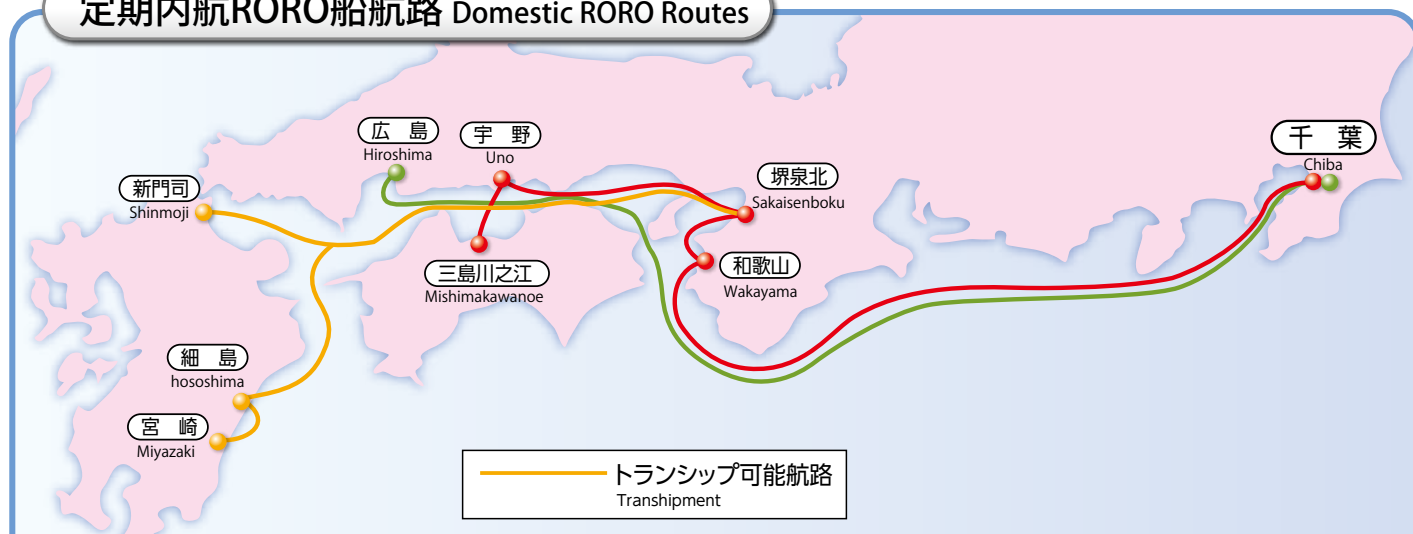 定期内航RORO船航路 Domestic RORO Routes
広島
Hiroshima
宇野
Uno
千葉
Chiba
新門司
Shinmoji
堺泉北
Sakaisenboku
三島川之江
Mishimakawanoe
和歌山
Wakayama
細島
hososhima
宮崎
Miyazaki
トランシップ可能航路
Transhipment